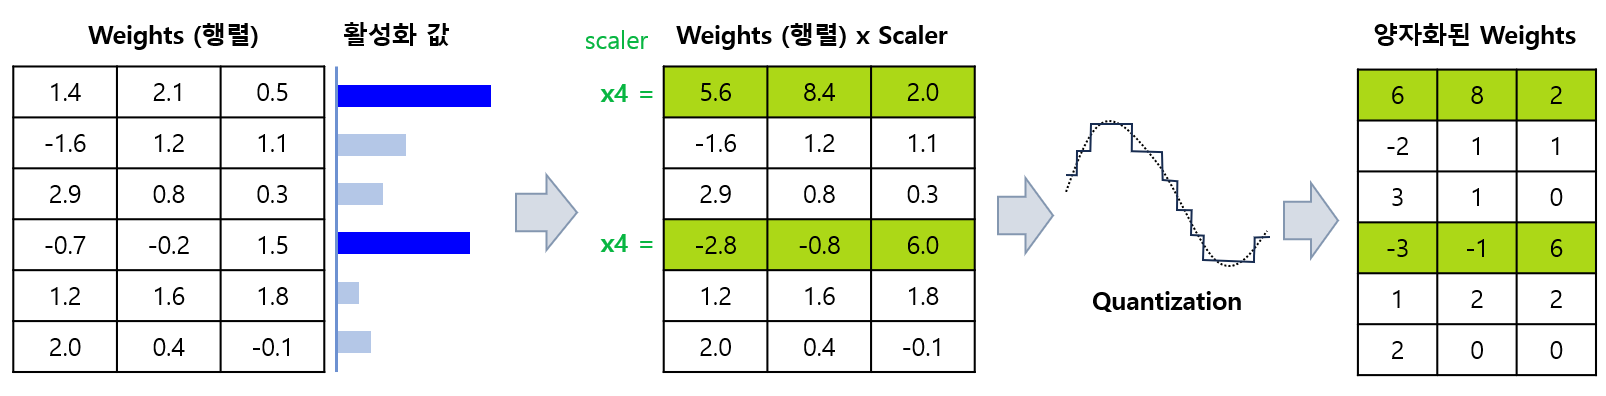 Weights (행렬) 활성화 값 scaler Weights (행렬) x Scaler 양자화된 Weights
1.4 2.1 0.5 x4 = 5.6 8.4 2.0 6 8 2
-1.6 1.2 1.1 -1.6 1.2 1.1 -2 1 1
2.9 0.8 0.3 2.9 0.8 0.3 3 1 0
-0.7 -0.2 1.5 x4 = -2.8 -0.8 6.0 -3 -1 6
1.2 1.6 1.8 1.2 1.6 1.8 Quantization 1 2 2
2.0 0.4 -0.1 2.0 0.4 -0.1 2 0 0